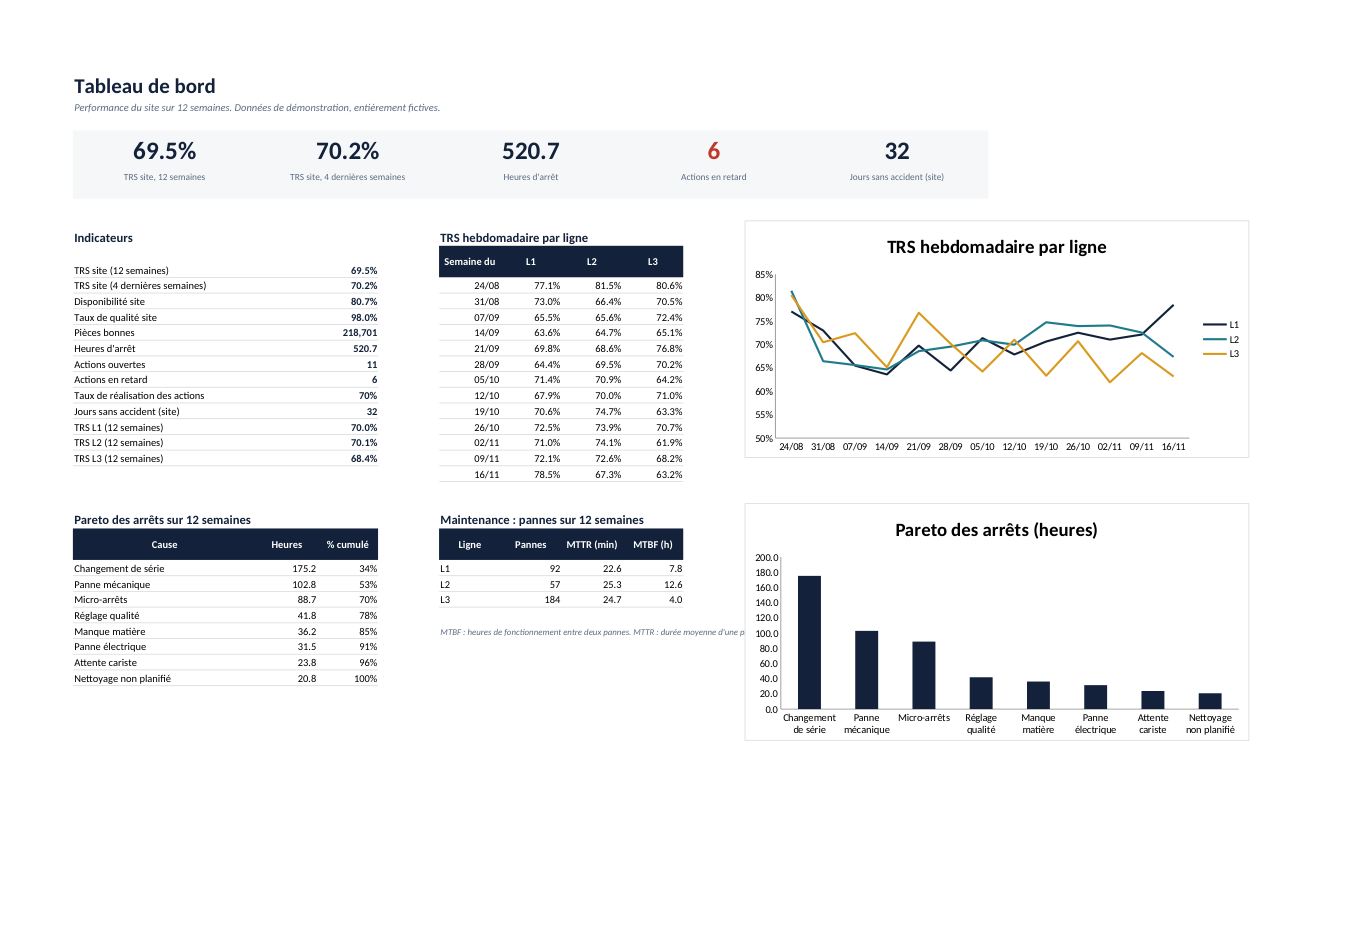 Tableau de bord
Performance du site sur 12 semaines. Données de démonstration, entièrement fictives.
69.5% 70.2% 520.7 6 32
TRS site, 12 semaines TRS site, 4 dernières semaines Heures d'arrêt Actions en retard Jours sans accident (site)
Indicateurs
TRS site (12 semaines) 69.5%
TRS site (4 dernières semaines) 70.2%
Disponibilité site 80.7%
Taux de qualité site 98.0%
Pièces bonnes 218,701
Heures d'arrêt 520.7
Actions ouvertes 11
Actions en retard 6
Taux de réalisation des actions 70%
Jours sans accident (site) 32
TRS L1 (12 semaines) 70.0%
TRS L2 (12 semaines) 70.1%
TRS L3 (12 semaines) 68.4%
TRS hebdomadaire par ligne
Semaine du L1 L2 L3
24/08 77.1% 81.5% 80.6%
31/08 73.0% 66.4% 70.5%
07/09 65.5% 65.6% 72.4%
14/09 63.6% 64.7% 65.1%
21/09 69.8% 68.6% 76.8%
28/09 64.4% 69.5% 70.2%
05/10 71.4% 70.9% 64.2%
12/10 67.9% 70.0% 71.0%
19/10 70.6% 74.7% 63.3%
26/10 72.5% 73.9% 70.7%
02/11 71.0% 74.1% 61.9%
09/11 72.1% 72.6% 68.2%
16/11 78.5% 67.3% 63.2%
TRS hebdomadaire par ligne
85%
80%
75%
70%
65%
60%
55%
50%
24/08 31/08 07/09 14/09 21/09 28/09 05/10 12/10 19/10 26/10 02/11 09/11 16/11
L1
L2
L3
Pareto des arrêts sur 12 semaines
Cause Heures % cumulé
Changement de série 175.2 34%
Panne mécanique 102.8 53%
Micro-arrêts 88.7 70%
Réglage qualité 41.8 78%
Manque matière 36.2 85%
Panne électrique 31.5 91%
Attente cariste 23.8 96%
Nettoyage non planifié 20.8 100%
Maintenance : pannes sur 12 semaines
Ligne Pannes MTTR (min) MTBF (h)
L1 92 22.6 7.8
L2 57 25.3 12.6
L3 184 24.7 4.0
MTBF : heures de fonctionnement entre deux pannes. MTTR : durée moyenne d'une p
Pareto des arrêts (heures)
200.0
180.0
160.0
140.0
120.0
100.0
80.0
60.0
40.0
20.0
0.0
Changement Panne Micro-arrêts Réglage Manque Panne Attente Nettoyage
de série mécanique qualité matière électrique cariste non planifié